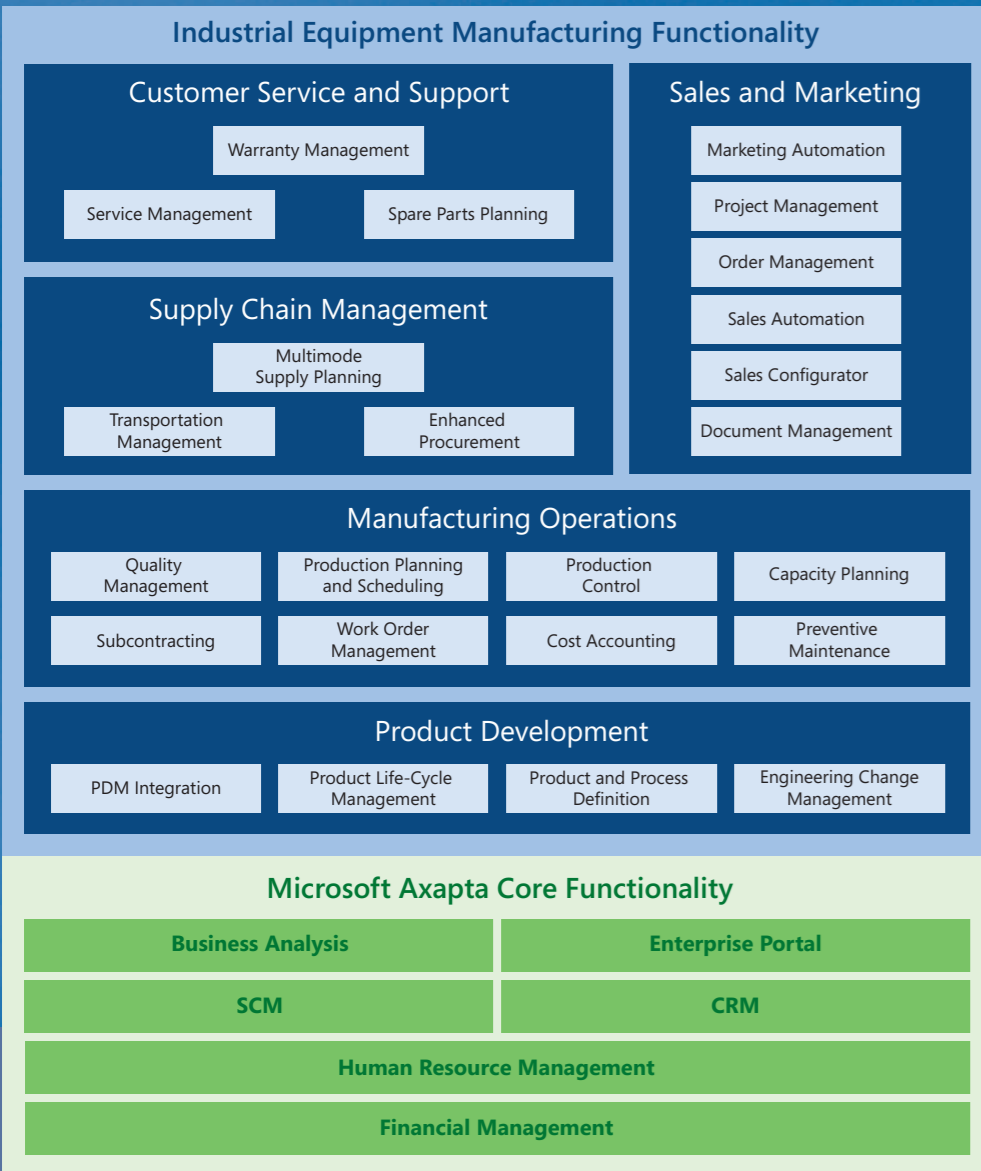 Industrial Equipment Manufacturing Functionality
Customer Service and Support
Warranty Management
Service Management
Spare Parts Planning
Sales and Marketing
Marketing Automation
Project Management
Order Management
Sales Automation
Sales Configurator
Document Management
Supply Chain Management
Multimode
Supply Planning
Transportation
Management
Enhanced
Procurement
Manufacturing Operations
Quality
Management
Production Planning
and Scheduling
Production
Control
Capacity Planning
Subcontracting
Work Order
Management
Cost Accounting
Preventive
Maintenance
Product Development
PDM Integration
Product Life-Cycle
Management
Product and Process
Definition
Engineering Change
Management
Microsoft Axapta Core Functionality
Business Analysis
Enterprise Portal
SCM
CRM
Human Resource Management
Financial Management